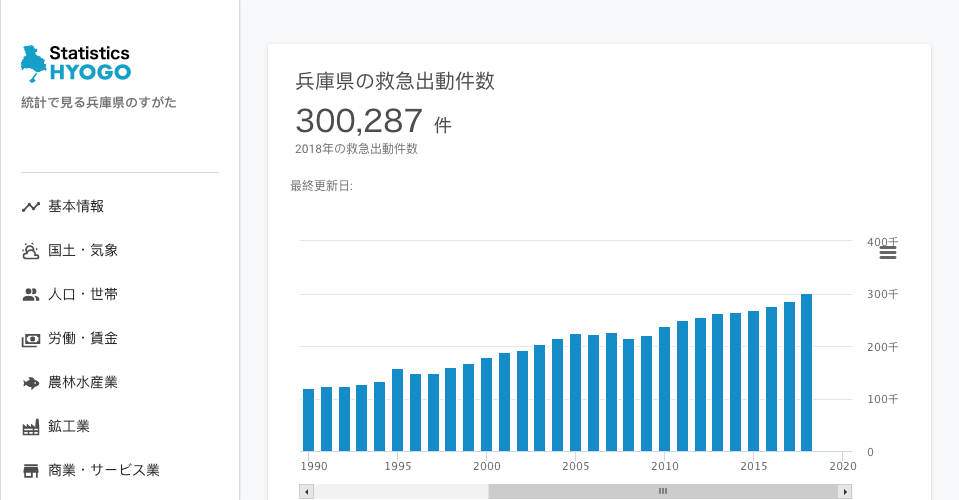 Statistics
HYOGO
統計で見る兵庫県のすがた
基本情報
国土・気象
人口・世帯
労働・賃金
農林水産業
鉱工業
商業・サービス業
兵庫県の救急出動件数
300,287 件
2018年の救急出動件数
最終更新日:
400千
300千
200千
100千
0
1990 1995 2000 2005 2010 2015 2020